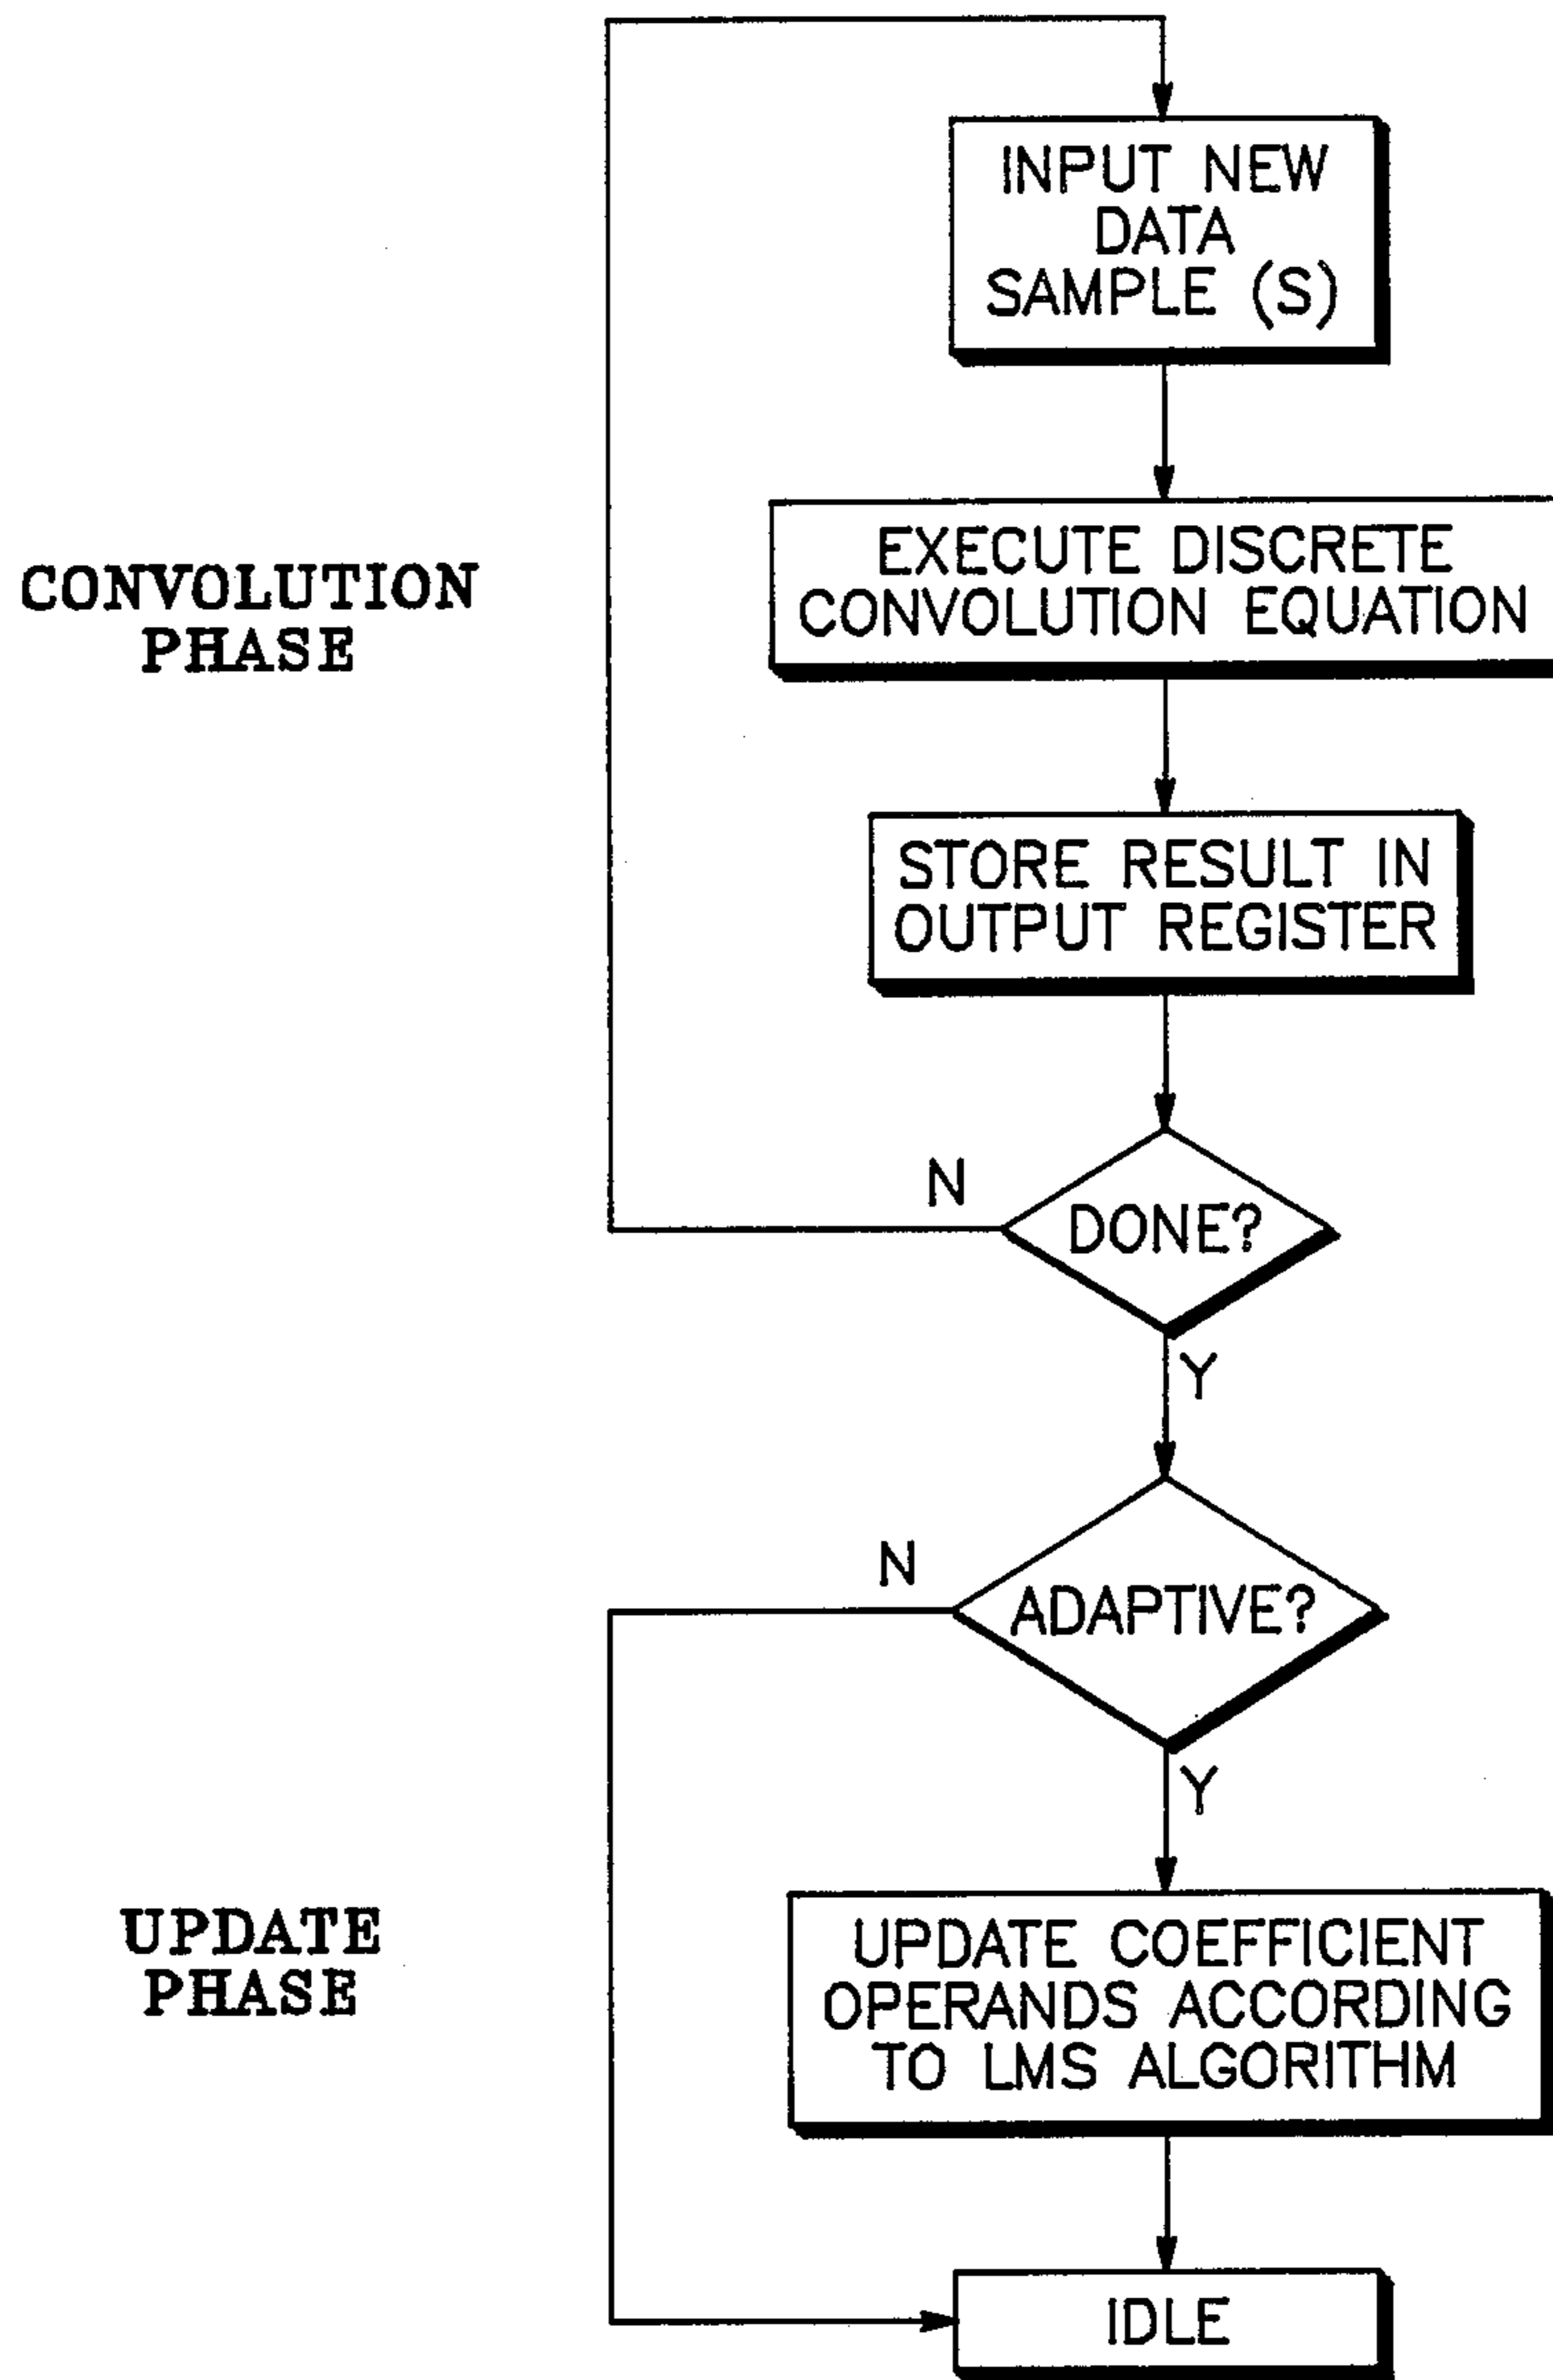 INPUT NEW
DATA
SAMPLE (S)
CONVOLUTION
PHASE
EXECUTE DISCRETE
CONVOLUTION EQUATION
STORE RESULT IN
OUTPUT REGISTER
N
DONE?
Y
N
ADAPTIVE?
Y
UPDATE
PHASE
UPDATE COEFFICIENT
OPERANDS ACCORDING
TO LMS ALGORITHM
IDLE